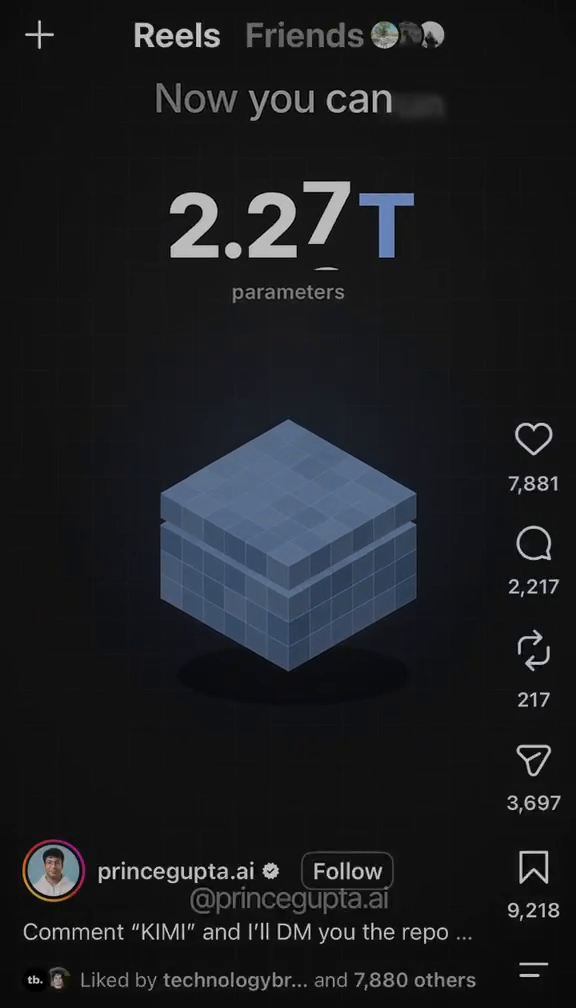 Reels Friends
Now you can
2.27T
parameters
7,881
2,217
217
3,697
princegupta.ai Follow
@princegupta.ai
9,218
Comment “KIMI” and I’ll DM you the repo ...
tb. Liked by technologybr... and 7,880 others